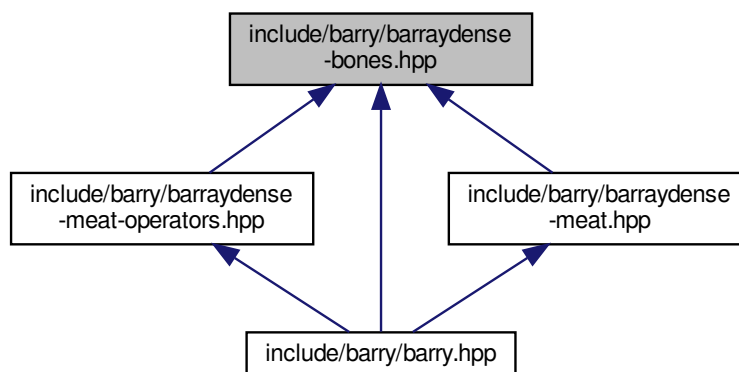 include/barry/barraydense
-bones.hpp
include/barry/barraydense
-meat-operators.hpp
include/barry/barraydense
-meat.hpp
include/barry/barry.hpp